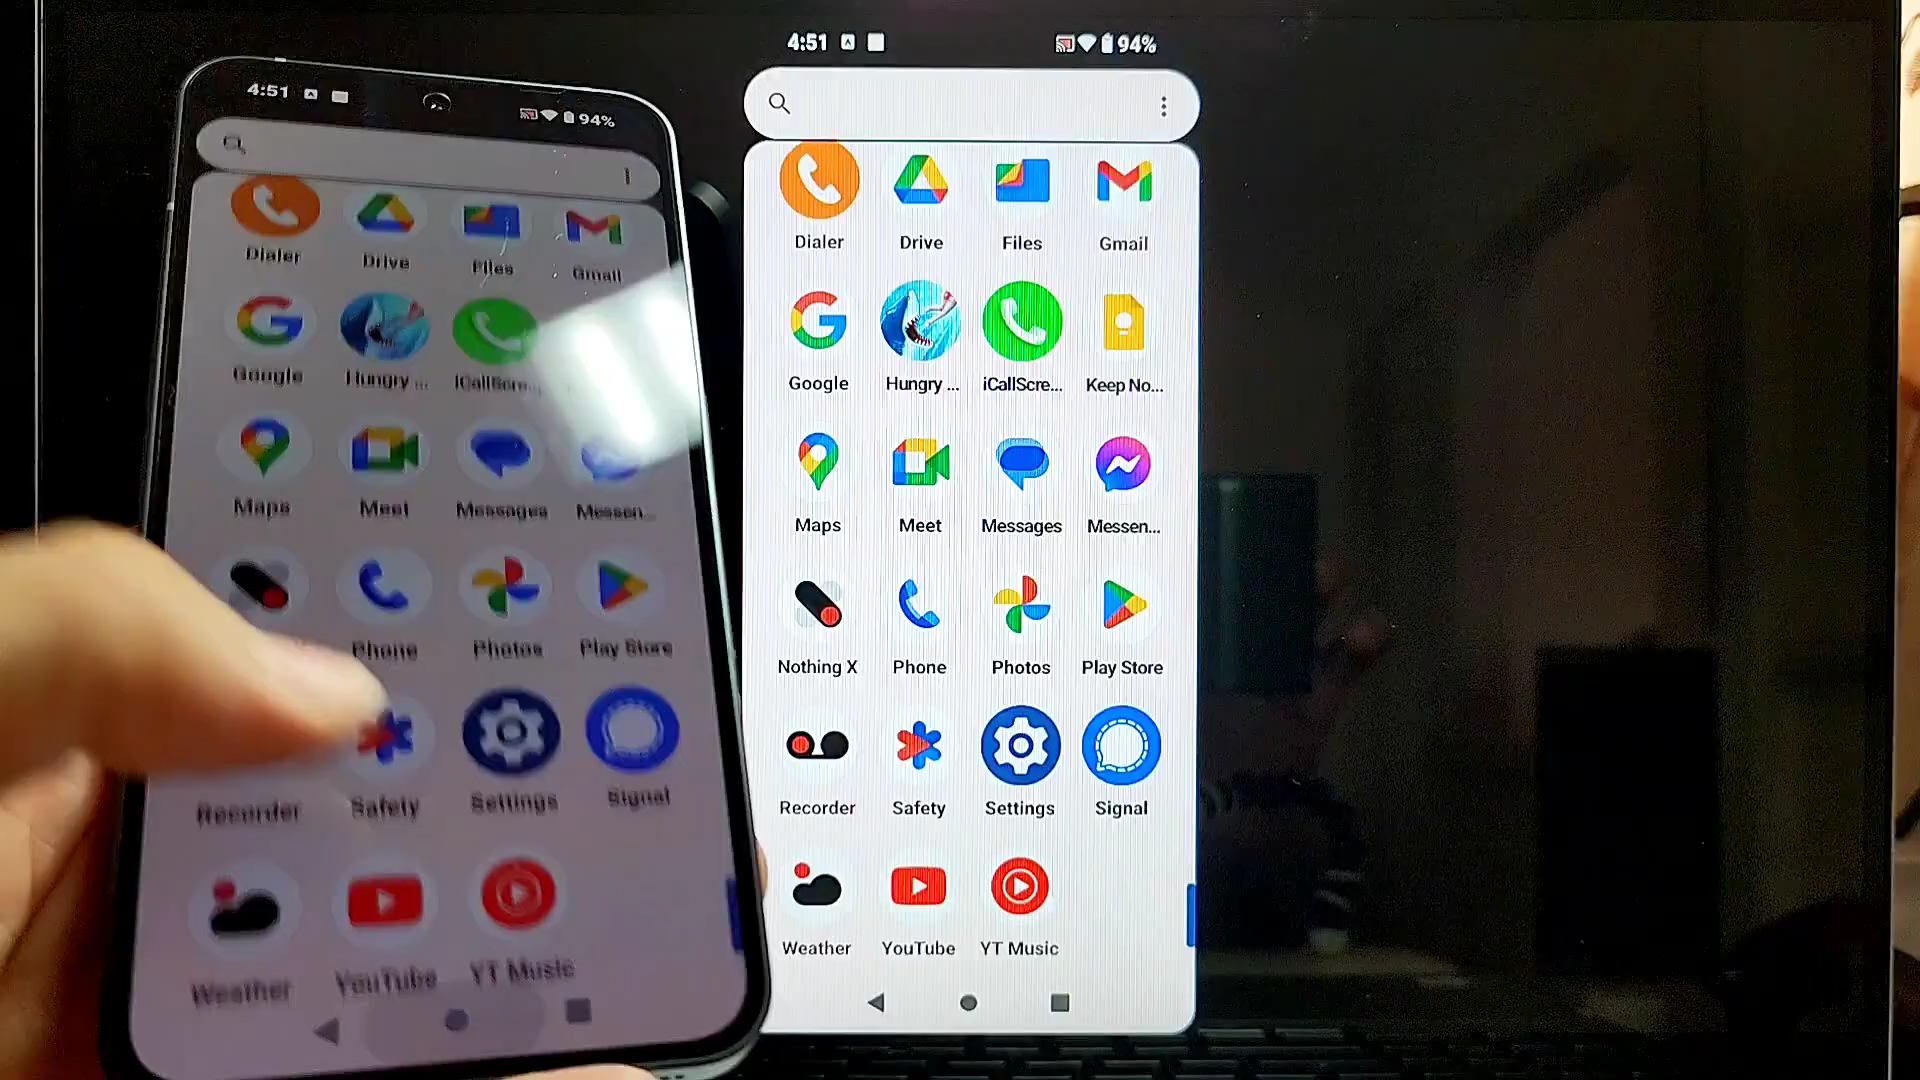 4:51
94%
Dialer Drive Files Gmail
Google Hungry ... iCallScre...
Maps Meet Messages Messen...
Phone Photos Play Store
Recorder Safety Settings Signal
Weather YouTube YT Music
4:51
94%
Dialer Drive Files Gmail
Google Hungry ... iCallScre... Keep No...
Maps Meet Messages Messen...
Nothing X Phone Photos Play Store
Recorder Safety Settings Signal
Weather YouTube YT Music